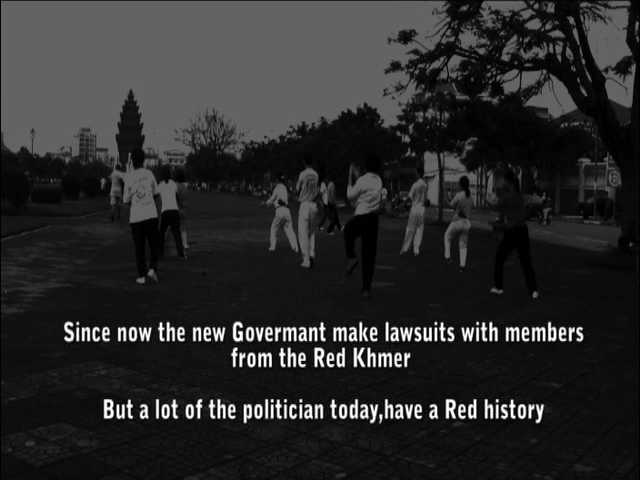 Since now the new Govermant make lawsuits with members
from the Red Khmer
But a lot of the politician today,have a Red history